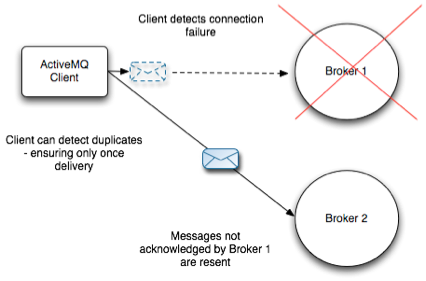 Client detects connection
failure
ActiveMQ
Client
Broker 1
Client can detect duplicates
- ensuring only once
delivery
Broker 2
Messages not
acknowledged by Broker 1
are resent